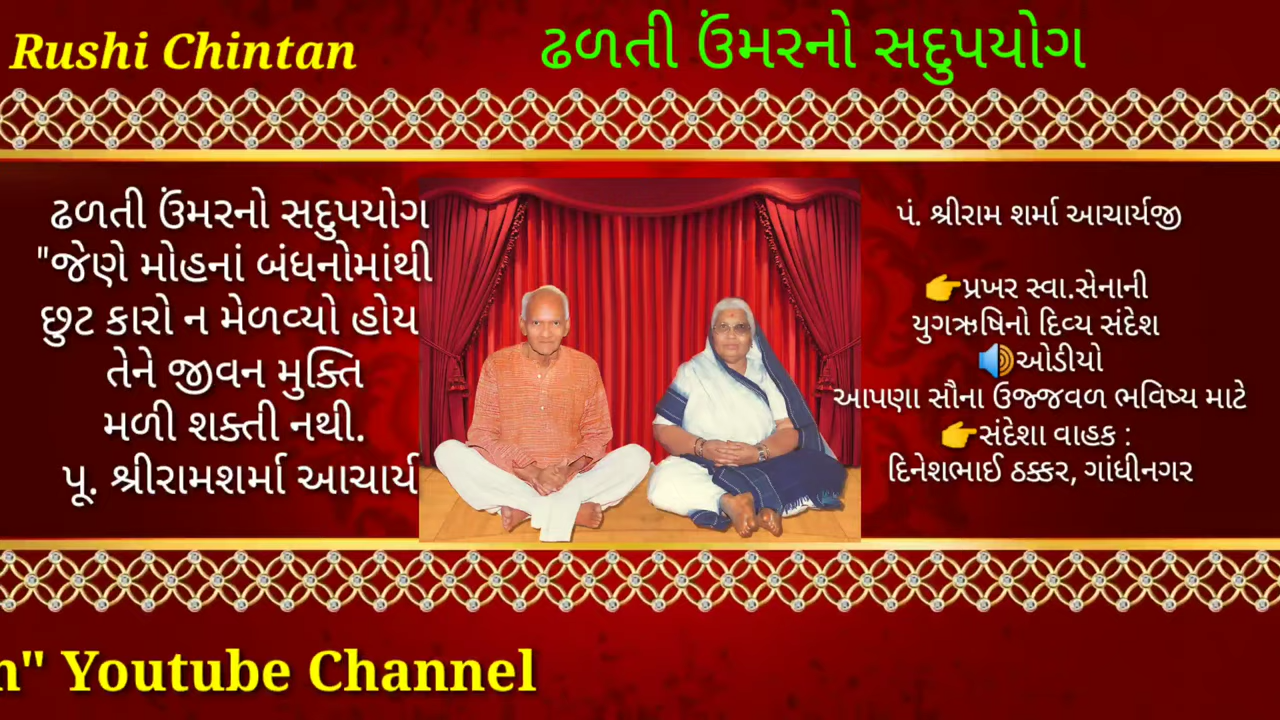 Rushi Chintan
ઢળતી ઉંમરનો સદુપયોગ
ઢળતી ઉંમરનો સદુપયોગ
"જેણે મોહનાં બંધનોમાંથી
છુટ કારો ન મેળવ્યો હોય
તેને જીવન મુક્તિ
મળી શક્તી નથી.
પૂ. શ્રીરામશર્મા આચાર્ય
પં. શ્રીરામ શર્મા આચાર્યજી
👉પ્રખર સ્વા.સેનાની
યુગઋષિનો દિવ્ય સંદેશ
🔊ઓડીયો
આપણા સૌના ઉજ્જવળ ભવિષ્ય માટે
👉સંદેશા વાહક :
દિનેશભાઈ ઠક્કર, ગાંધીનગર
n" Youtube Channel